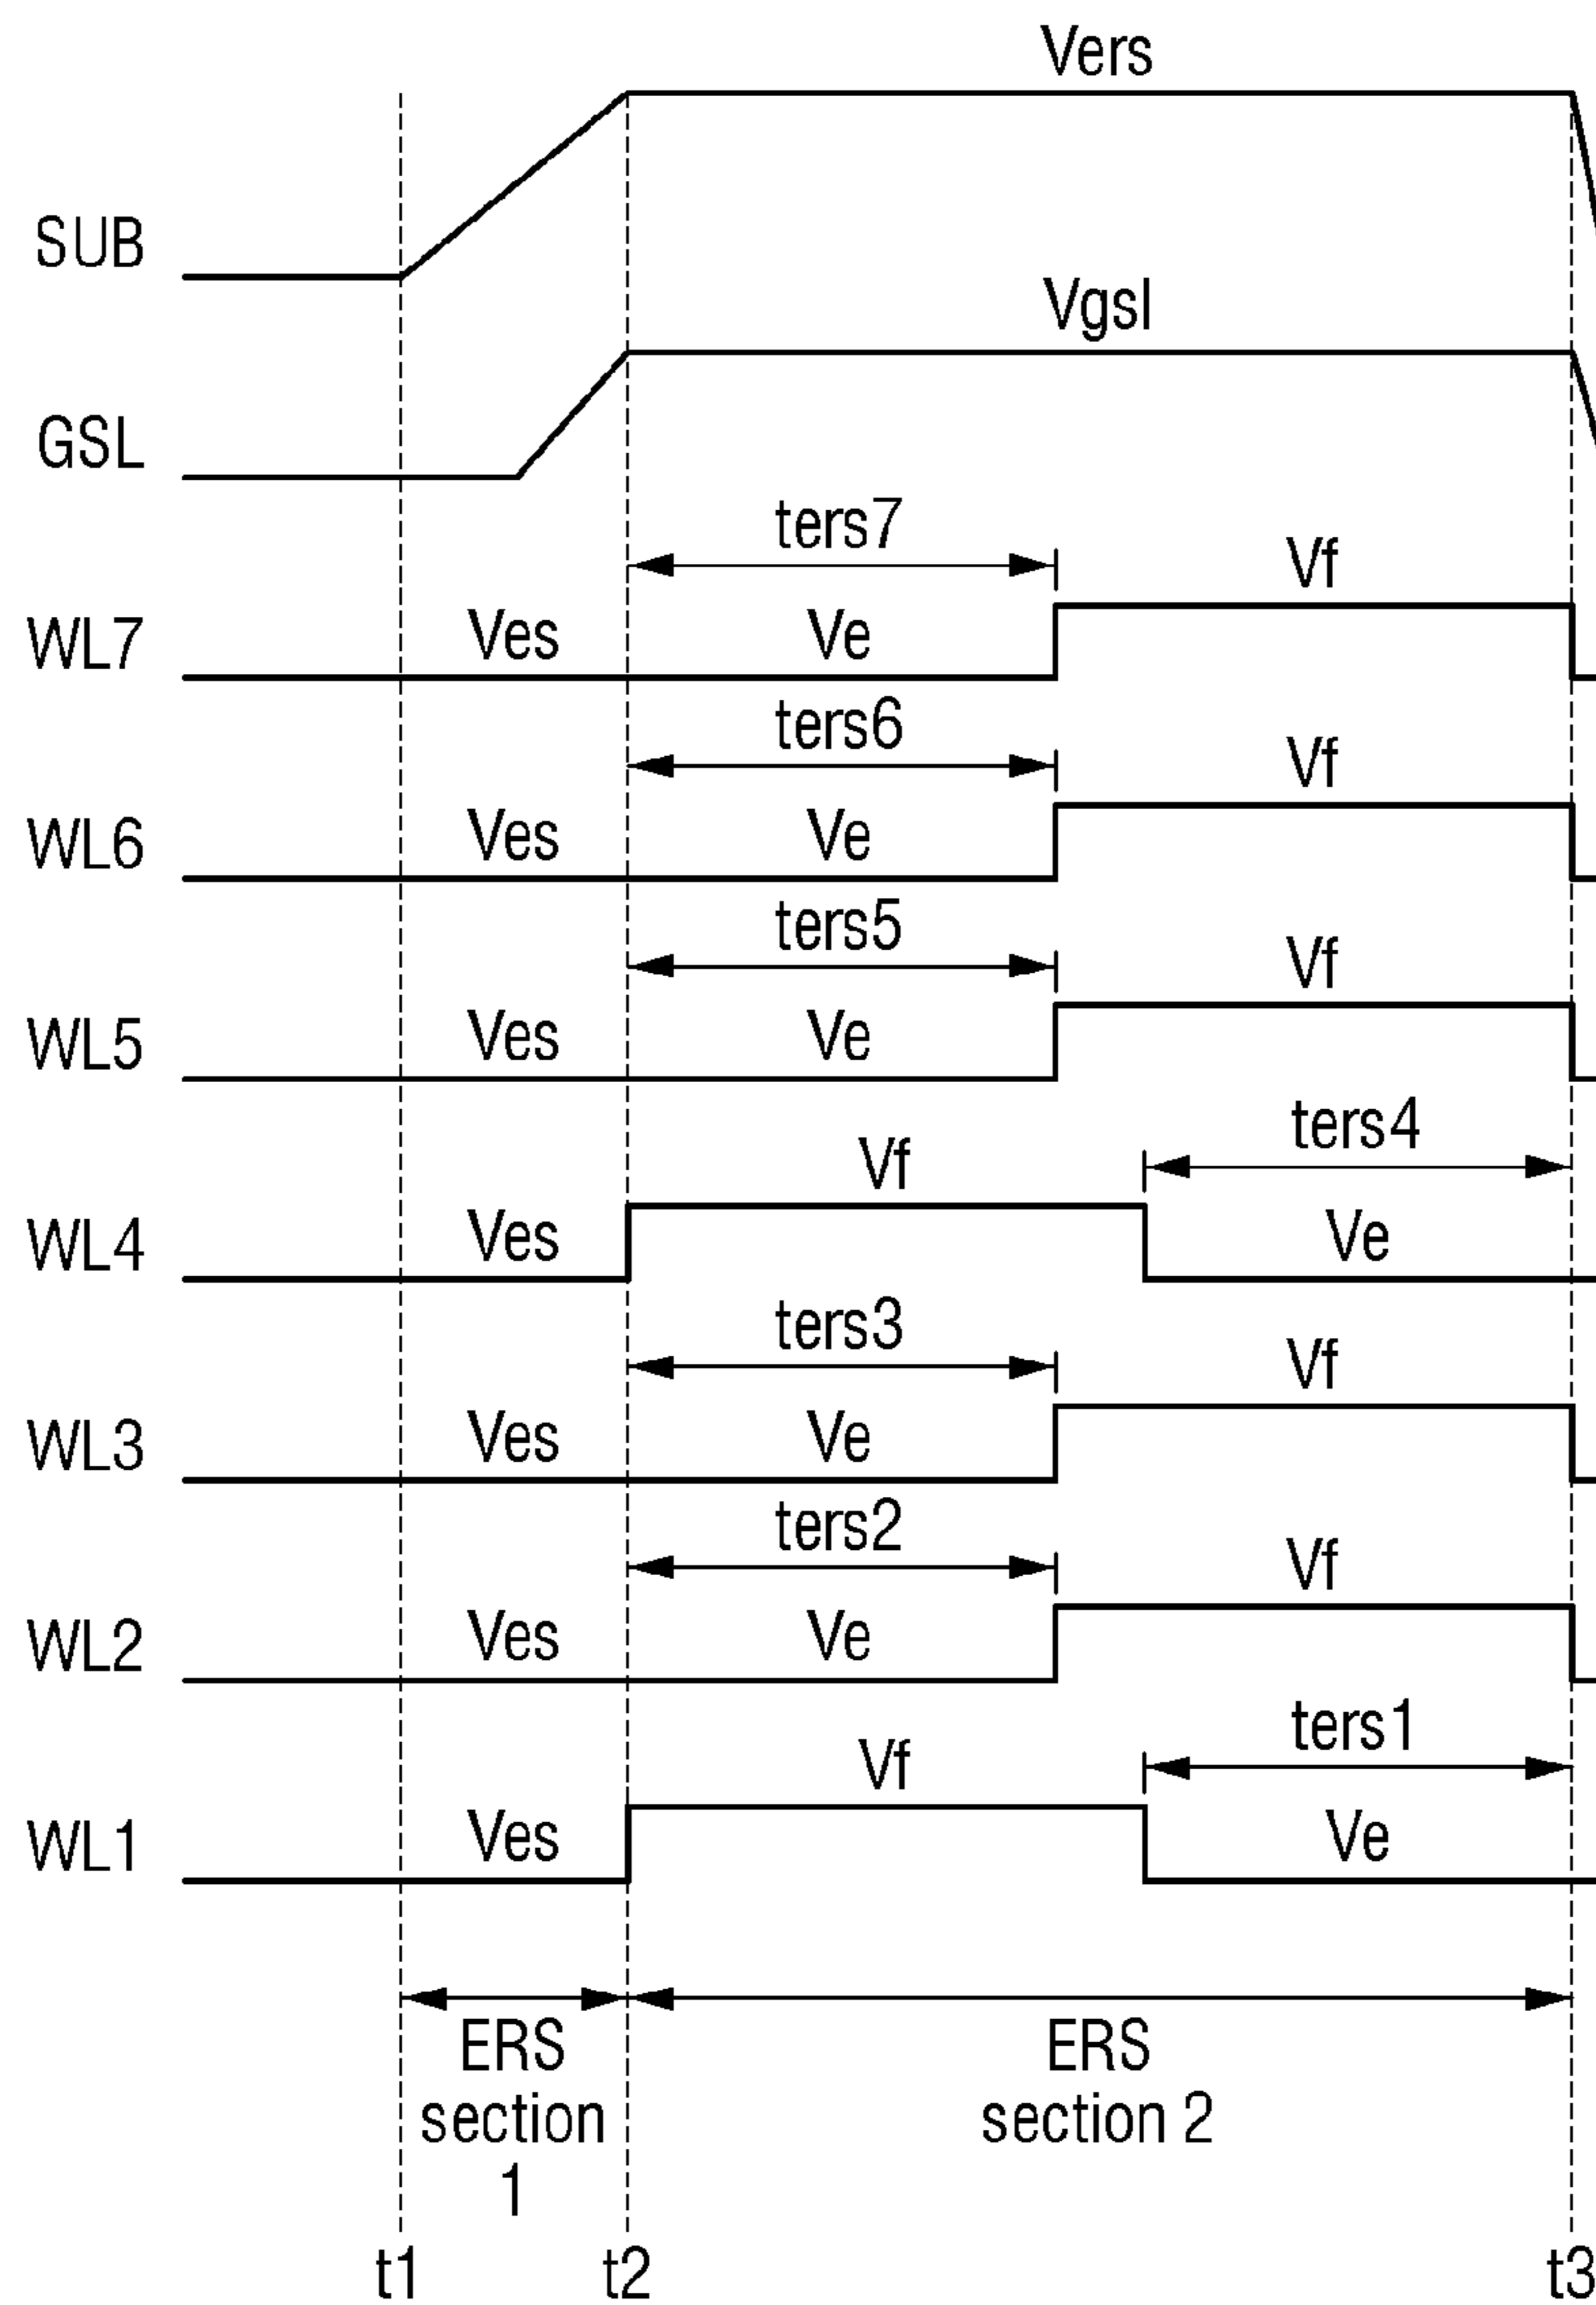 Vers
SUB
Vgsl
GSL
ters7
Vf
WL7 Ves Ve
ters6
Vf
WL6 Ves Ve
ters5
Vf
WL5 Ves Ve
ters4
Vf
WL4 Ves Ve
ters3
Vf
WL3 Ves Ve
ters2
Vf
WL2 Ves Ve
ters1
Vf
WL1 Ves Ve
ERS
section
1
ERS
section 2
t1 t2 t3